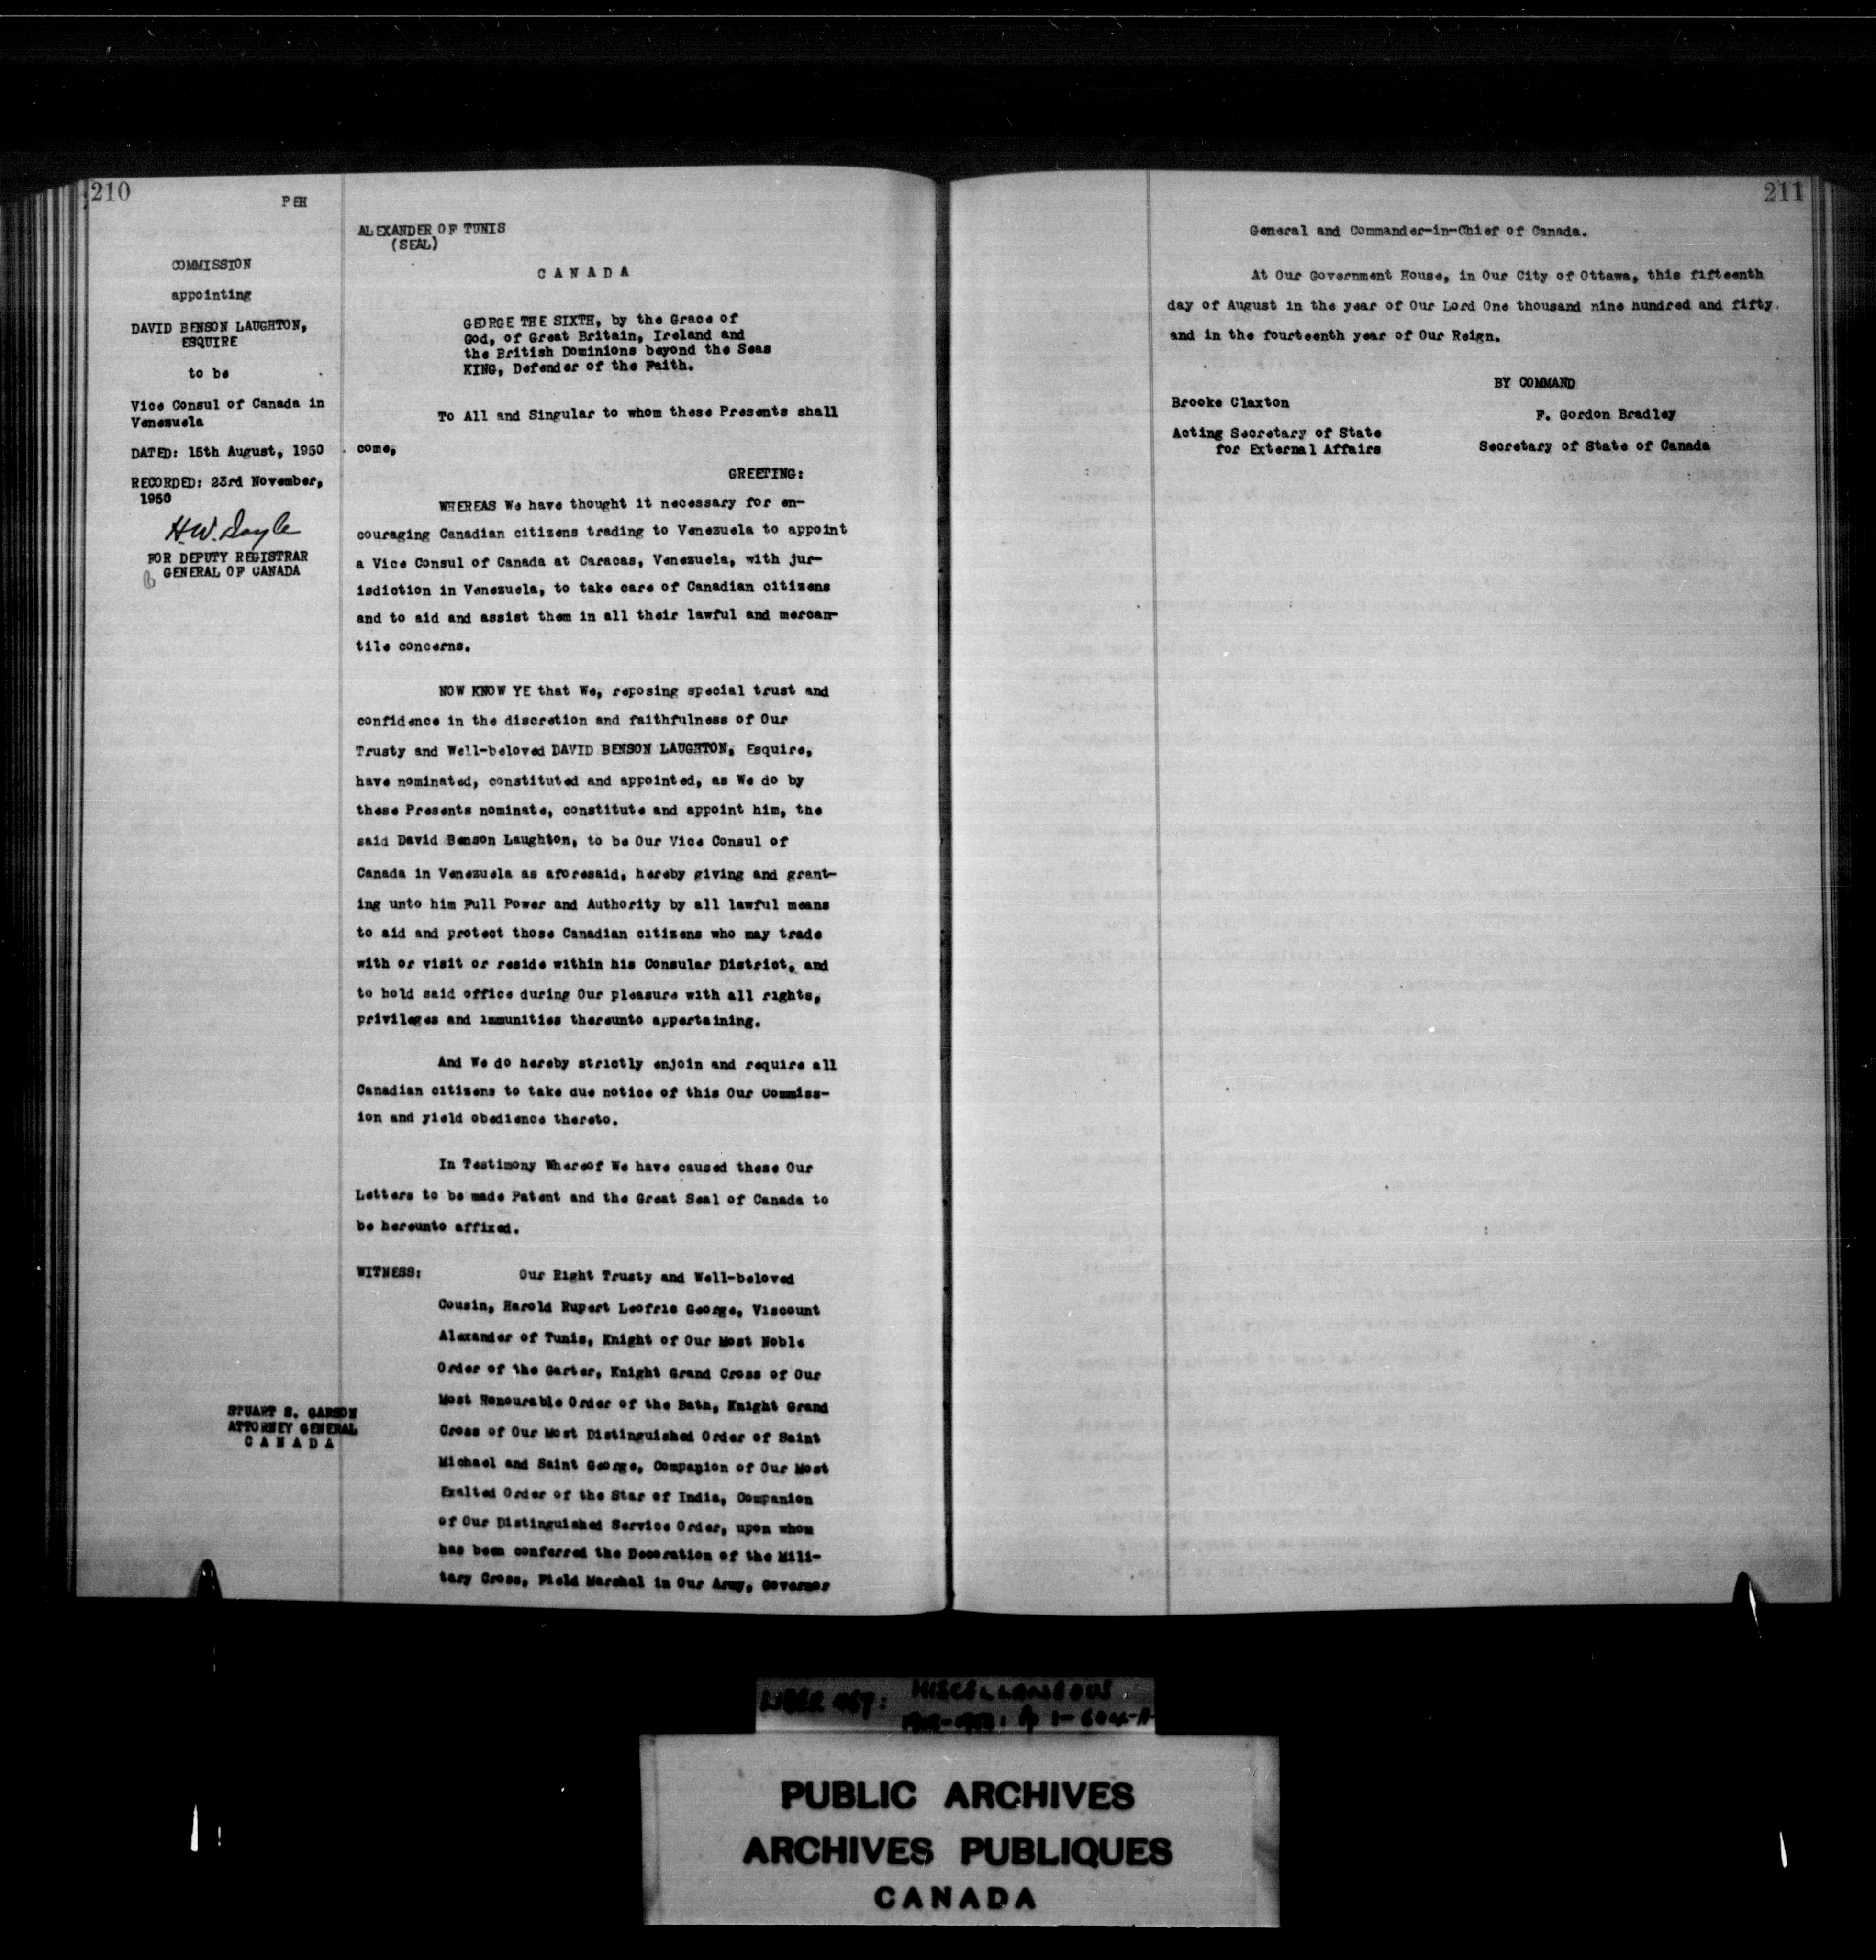 210
PEH
COMMISSION
appointing
DAVID BENSON LAUGHTON,
ESQUIRE
to be
Vice Consul of Canada in
Venezuela
DATED: 15th August, 1950
RECORDED: 23rd November,
1950
H.W. Doyle
FOR DEPUTY REGISTRAR
GENERAL OF CANADA
STUART S. GARSON
ATTORNEY GENERAL
CANADA
ALEXANDER OF TUNIS
(SEAL)
CANADA
GEORGE THE SIXTH, by the Grace of
God, of Great Britain, Ireland and
the British Dominions beyond the Seas
KING, Defender of the Faith.
To All and Singular to whom these Presents shall
come,
GREETING:
WHEREAS We have thought it necessary for en-
couraging Canadian citizens trading to Venezuela to appoint
a Vice Consul of Canada at Caracas, Venezuela, with jur-
isdiction in Venezuela, to take care of Canadian citizens
and to aid and assist them in all their lawful and mercan-
tile concerns.
NOW KNOW YE that We, reposing special trust and
confidence in the discretion and faithfulness of Our
Trusty and Well-beloved DAVID BENSON LAUGHTON, Esquire,
have nominated, constituted and appointed, as We do by
these Presents nominate, constitute and appoint him, the
said David Benson Laughton, to be Our Vice Consul of
Canada in Venezuela as aforesaid, hereby giving and grant-
ing unto him Full Power and Authority by all lawful means
to aid and protect those Canadian citizens who may trade
with or visit or reside within his Consular District, and
to hold said office during Our pleasure with all rights,
privileges and immunities thereunto appertaining.
And We do hereby strictly enjoin and require all
Canadian citizens to take due notice of this Our Commiss-
ion and yield obedience thereto.
In Testimony Whereof We have caused these Our
Letters to be made Patent and the Great Seal of Canada to
be hereunto affixed.
WITNESS: Our Right Trusty and Well-beloved
Cousin, Harold Rupert Leofric George, Viscount
Alexander of Tunis, Knight of Our Most Noble
Order of the Garter, Knight Grand Cross of Our
Most Honourable Order of the Bath, Knight Grand
Cross of Our Most Distinguished Order of Saint
Michael and Saint George, Companion of Our Most
Exalted Order of the Star of India, Companion
of Our Distinguished Service Order, upon whom
has been conferred the Decoration of the Mili-
tary Cross, Field Marshal in Our Army, Governor
211
General and Commander-in-Chief of Canada.
At Our Government House, in Our City of Ottawa, this fifteenth
day of August in the year of Our Lord One thousand nine hundred and fifty
and in the fourteenth year of Our Reign.
BY COMMAND
Brooke Claxton
F. Gordon Bradley
Acting Secretary of State
for External Affairs
Secretary of State of Canada
MISCELLANEOUS
PUBLIC ARCHIVES
ARCHIVES PUBLIQUES
CANADA